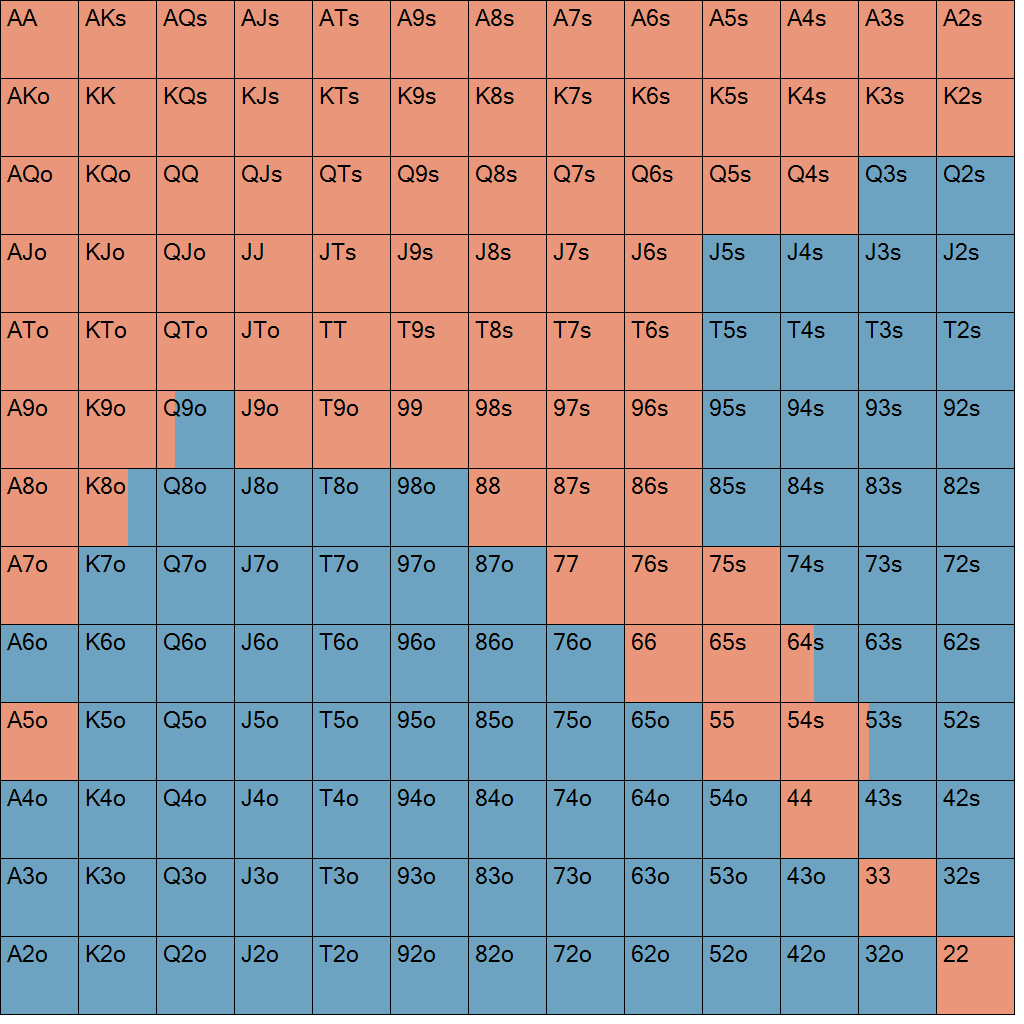 AA AKs AQs AJs ATs A9s A8s A7s A6s A5s A4s A3s A2s
AKo KK KQs KJs KTs K9s K8s K7s K6s K5s K4s K3s K2s
AQo KQo QQ QJs QTs Q9s Q8s Q7s Q6s Q5s Q4s Q3s Q2s
AJo KJo QJo JJ JTs J9s J8s J7s J6s J5s J4s J3s J2s
ATo KTo QTo JTo TT T9s T8s T7s T6s T5s T4s T3s T2s
A9o K9o Q9o J9o T9o 99 98s 97s 96s 95s 94s 93s 92s
A8o K8o Q8o J8o T8o 98o 88 87s 86s 85s 84s 83s 82s
A7o K7o Q7o J7o T7o 97o 87o 77 76s 75s 74s 73s 72s
A6o K6o Q6o J6o T6o 96o 86o 76o 66 65s 64s 63s 62s
A5o K5o Q5o J5o T5o 95o 85o 75o 65o 55 54s 53s 52s
A4o K4o Q4o J4o T4o 94o 84o 74o 64o 54o 44 43s 42s
A3o K3o Q3o J3o T3o 93o 83o 73o 63o 53o 43o 33 32s
A2o K2o Q2o J2o T2o 92o 82o 72o 62o 52o 42o 32o 22